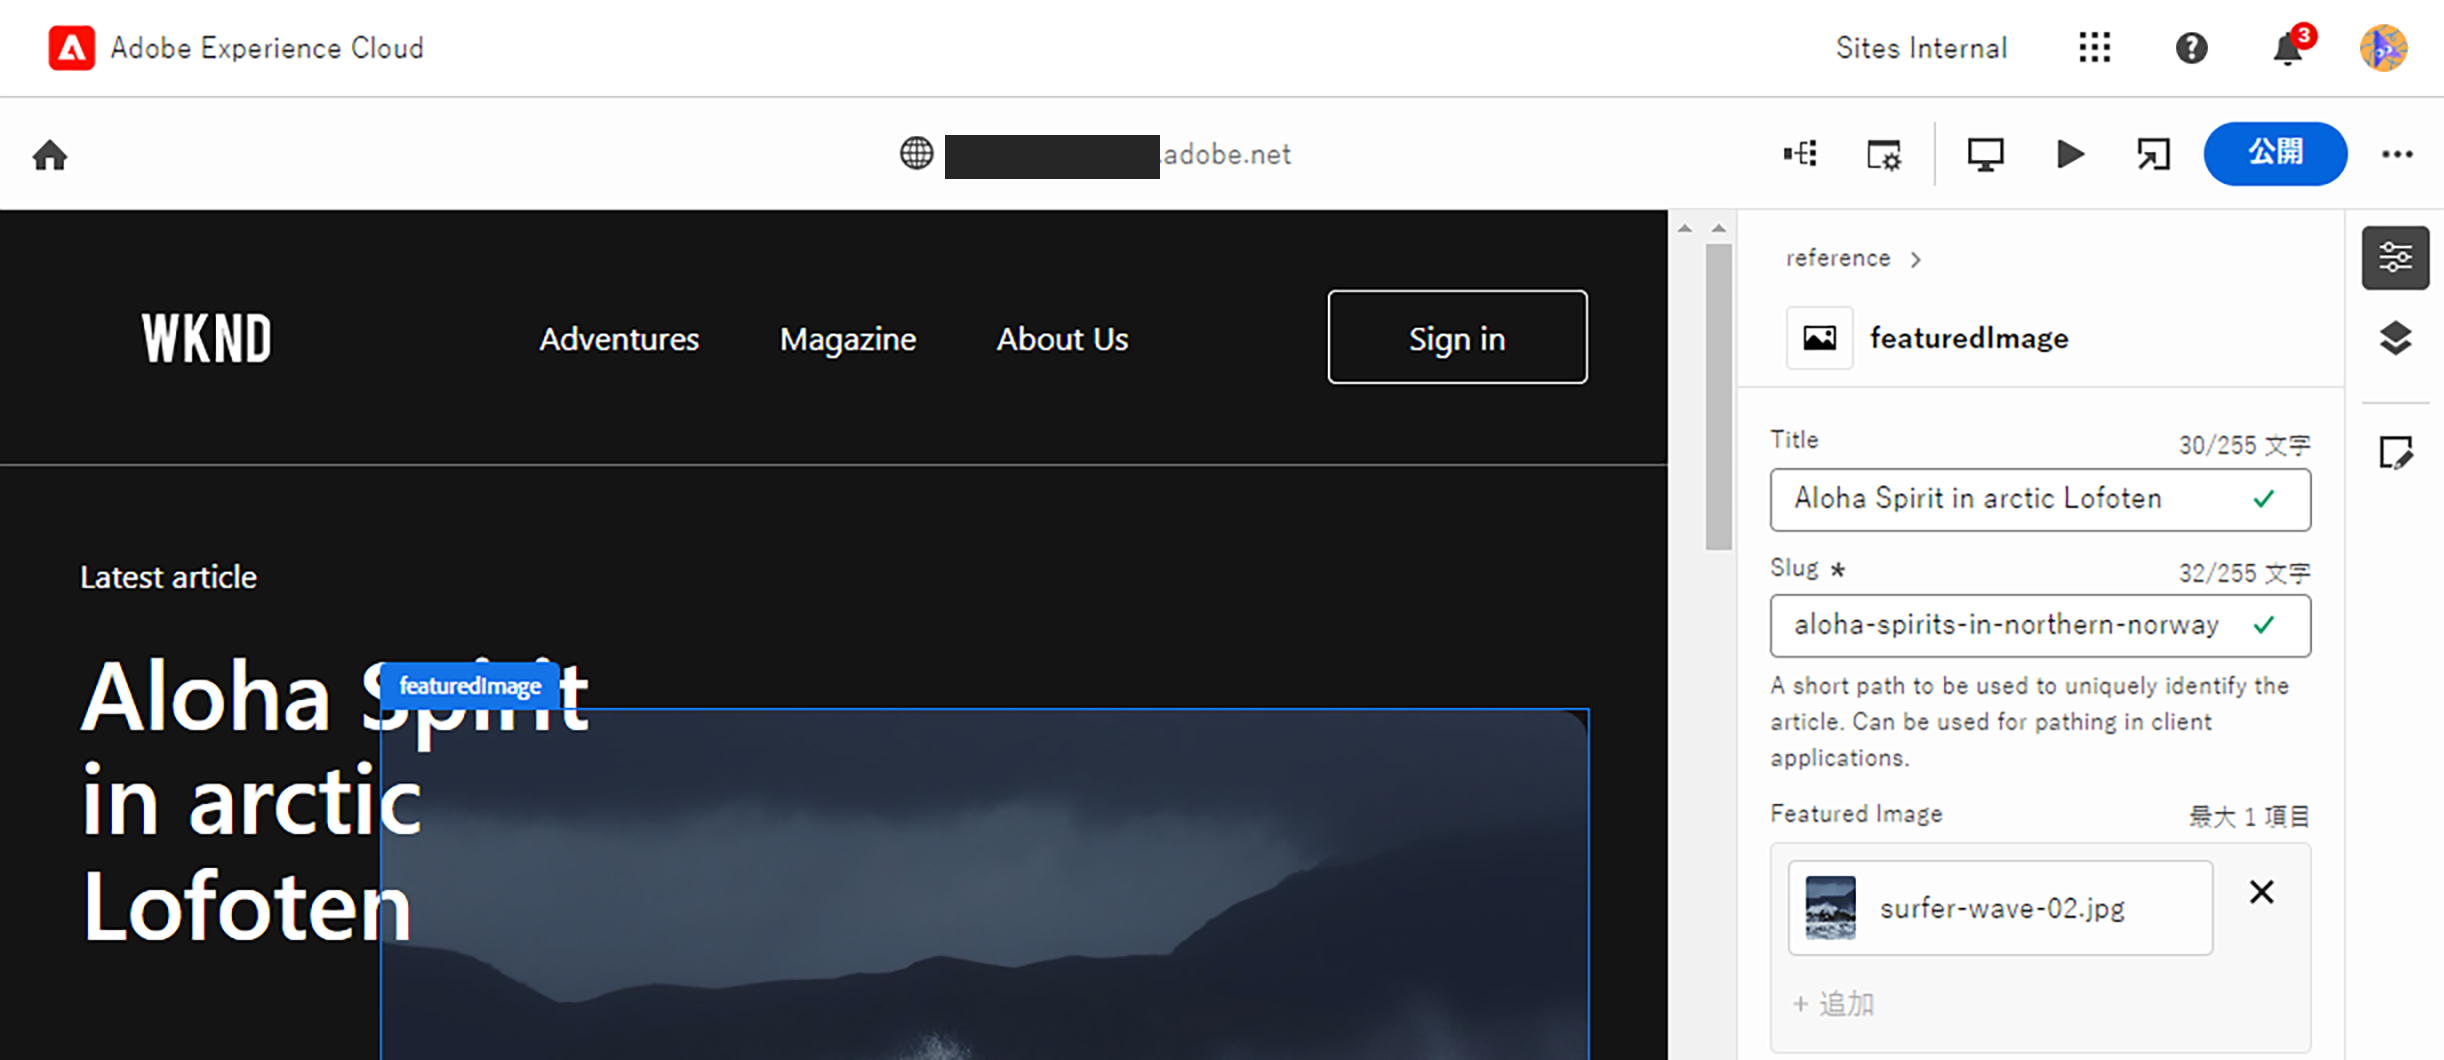 Adobe Experience Cloud
Sites Internal
3
.adobe.net
公開
WKND
Adventures
Magazine
About Us
Sign in
Latest article
Aloha Spirit
in arctic
Lofoten
featuredImage
reference
featuredImage
Title
30/255 文字
Aloha Spirit in arctic Lofoten
Slug *
32/255 文字
aloha-spirits-in-northern-norway
A short path to be used to uniquely identify the
article. Can be used for pathing in client
applications.
Featured Image
最大 1 項目
surfer-wave-02.jpg
+ 追加